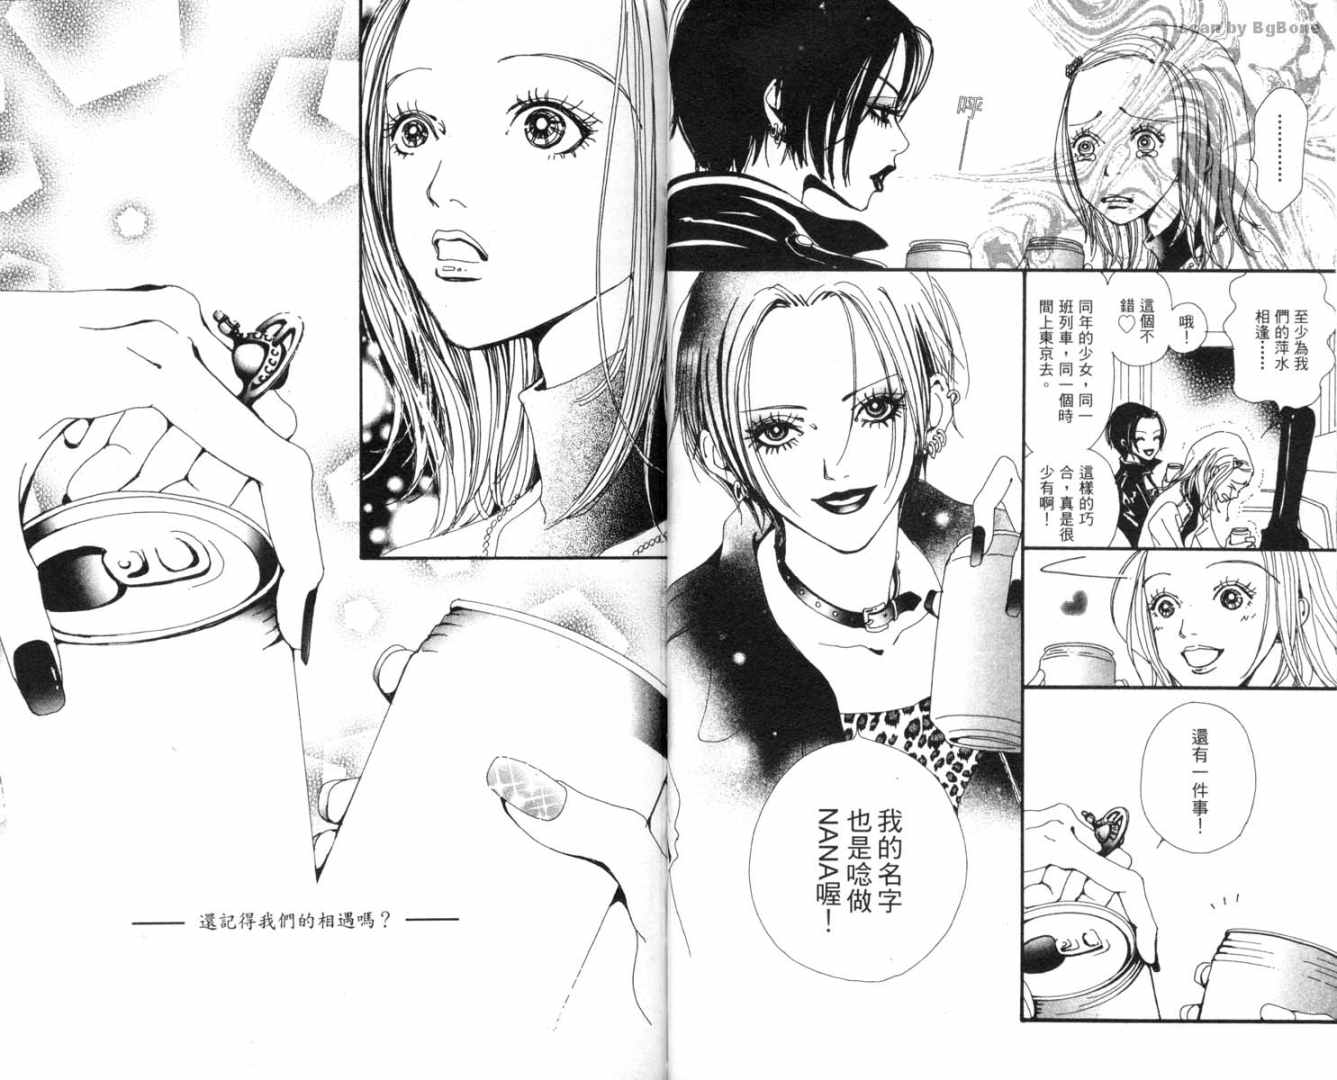 scan by BgBone
…………
至少為我
們的萍水
相逢……
哦！
這個不
錯♡
同年的少女，同一
班列車，同一個時
間上東京去。
這樣的巧
合，真是很
少有啊！
還有一件事！
我的名字
也是唸做
NANA喔！
還記得我們的相遇嗎？